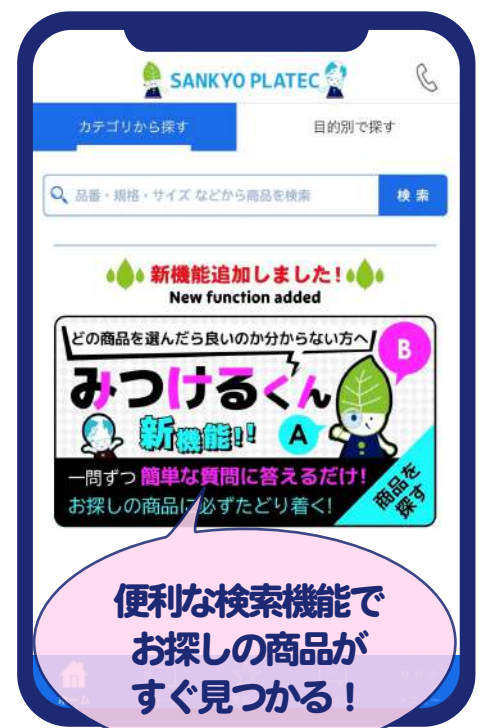 SANKYO PLATEC
カテゴリから探す
目的別で探す
品番・規格・サイズ などから商品を検索
検索
新機能追加しました!
New function added
どの商品を選んだら良いのか分からない方へ
みつけるくん
B
新機能!!
A
一問ずつ 簡単な質問に答えるだけ!
お探しの商品に必ずたどり着く!
商品を
探す
便利な検索機能で
お探しの商品が
すぐ見つかる!
ホーム